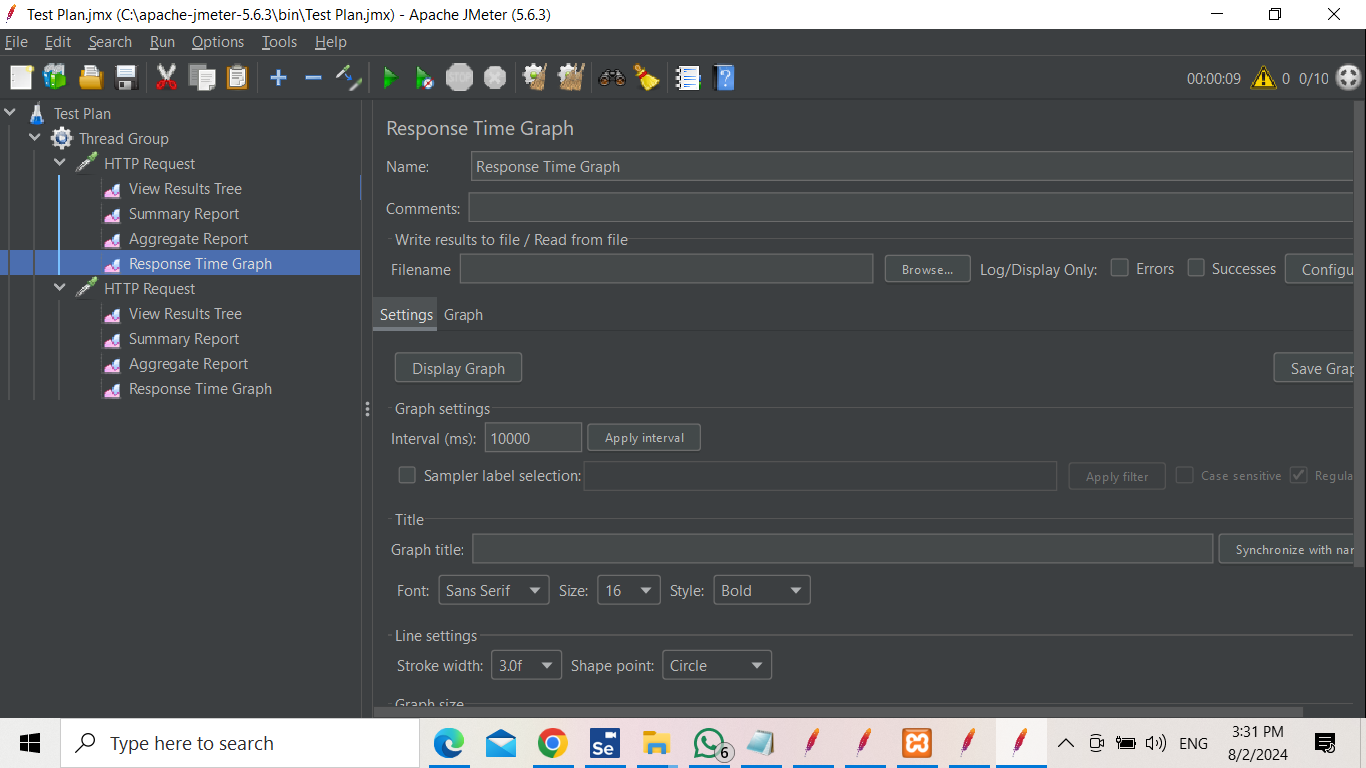 Test Plan.jmx (C:\apache-jmeter-5.6.3\bin\Test Plan.jmx) - Apache JMeter (5.6.3)
File Edit Search Run Options Tools Help
STOP 00:00:09 0 0/10
Test Plan
Thread Group
HTTP Request
View Results Tree
Summary Report
Aggregate Report
Response Time Graph
HTTP Request
View Results Tree
Summary Report
Aggregate Report
Response Time Graph
Response Time Graph
Name: Response Time Graph
Comments:
Write results to file / Read from file
Filename Browse... Log/Display Only: Errors Successes Configu
Settings Graph
Display Graph Save Grap
Graph settings
Interval (ms): 10000 Apply interval
Sampler label selection: Apply filter Case sensitive Regula
Title
Graph title: Synchronize with nar
Font: Sans Serif Size: 16 Style: Bold
Line settings
Stroke width: 3.0f Shape point: Circle
Graph size
Type here to search Se 6 ENG 3:31 PM
8/2/2024